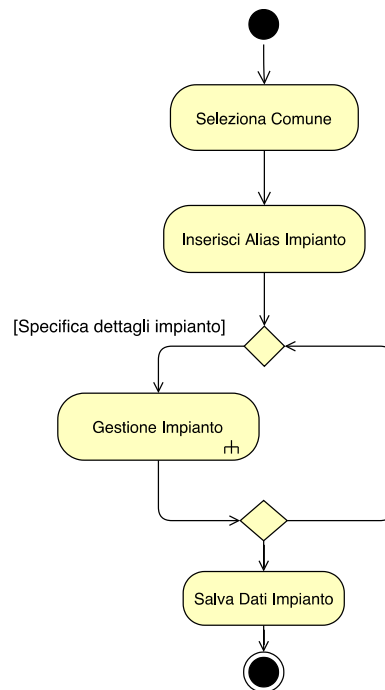 Seleziona Comune
Inserisci Alias Impianto
[Specifica dettagli impianto]
Gestione Impianto
Salva Dati Impianto